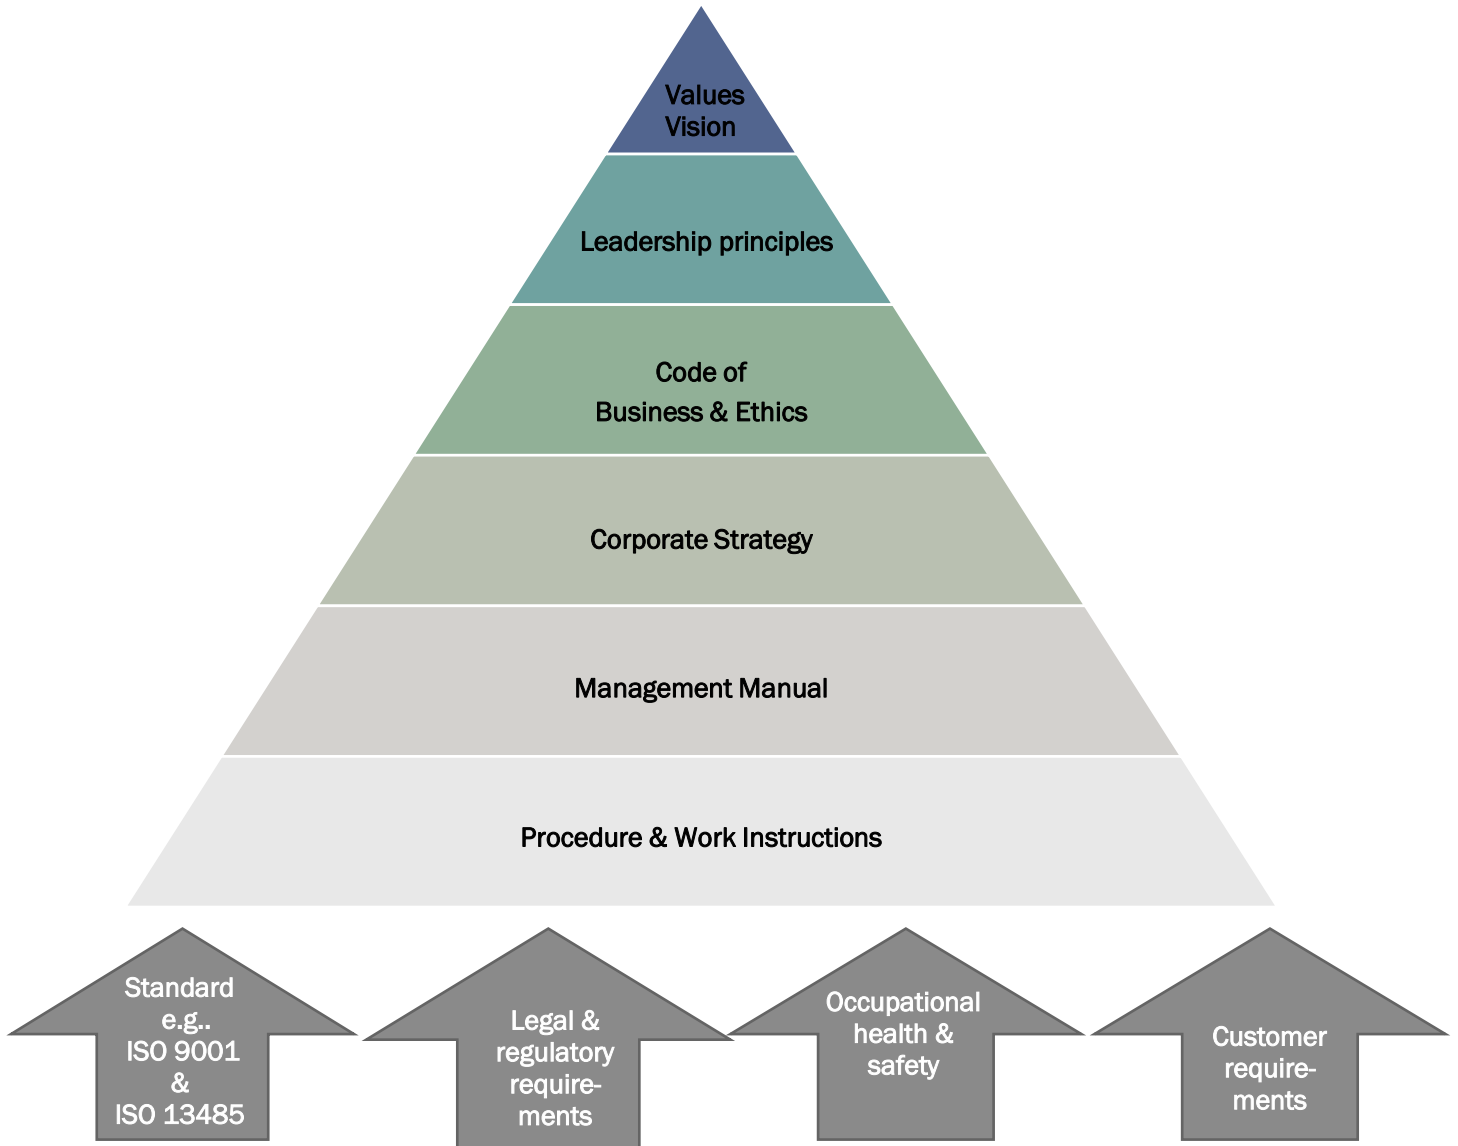 Values
Vision
Leadership principles
Code of
Business & Ethics
Corporate Strategy
Management Manual
Procedure & Work Instructions
Standard
e.g..
ISO 9001
&
ISO 13485
Legal &
regulatory
require-
ments
Occupational
health &
safety
Customer
require-
ments